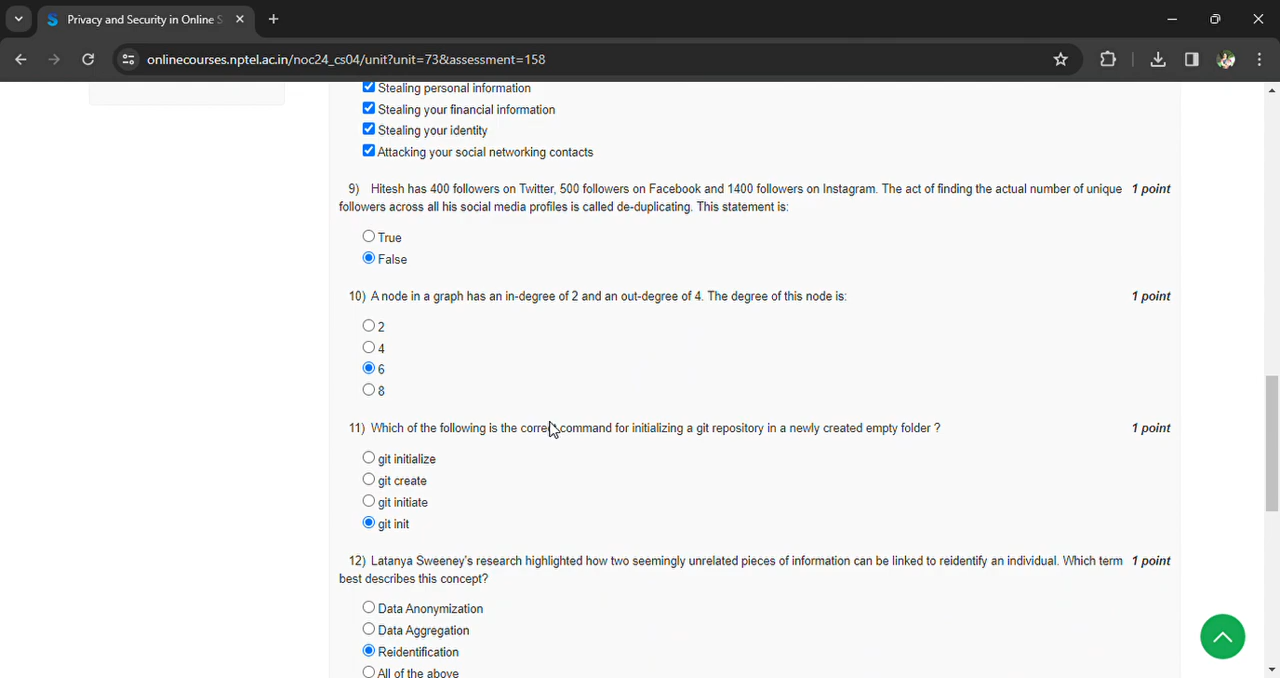 Privacy and Security in Online S
onlinecourses.nptel.ac.in/noc24_cs04/unit?unit=73&assessment=158
Stealing personal information
Stealing your financial information
Stealing your identity
Attacking your social networking contacts
9) Hitesh has 400 followers on Twitter, 500 followers on Facebook and 1400 followers on Instagram. The act of finding the actual number of unique 1 point
followers across all his social media profiles is called de-duplicating. This statement is:
True
False
10) A node in a graph has an in-degree of 2 and an out-degree of 4. The degree of this node is: 1 point
2
4
6
8
11) Which of the following is the correct command for initializing a git repository in a newly created empty folder ? 1 point
git initialize
git create
git initiate
git init
12) Latanya Sweeney's research highlighted how two seemingly unrelated pieces of information can be linked to reidentify an individual. Which term 1 point
best describes this concept?
Data Anonymization
Data Aggregation
Reidentification
All of the above